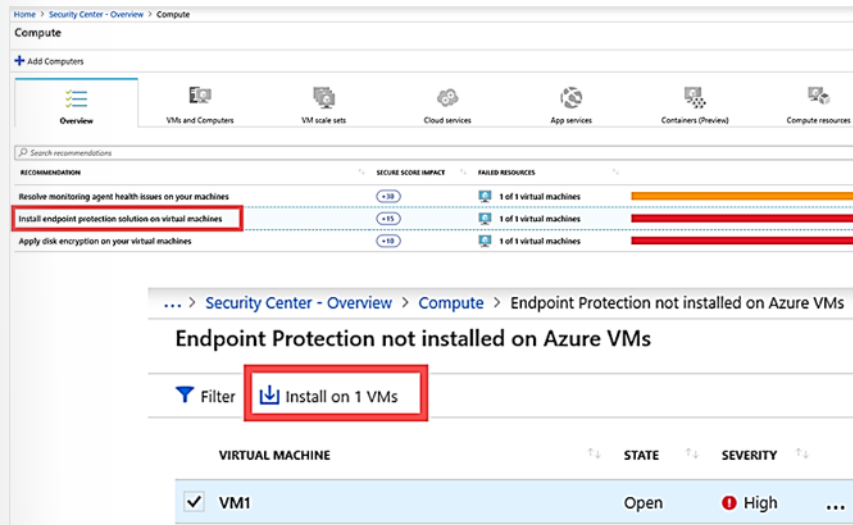 Home > Security Center - Overview > Compute
Compute
Add Computers
Overview
VMs and Computers
VM scale sets
Cloud services
App services
Containers (Preview)
Compute resources
Search recommendations
RECOMMENDATION SECURE SCORE IMPACT FAILED RESOURCES
Resolve monitoring agent health issues on your machines +30 1 of 1 virtual machines
Install endpoint protection solution on virtual machines +15 1 of 1 virtual machines
Apply disk encryption on your virtual machines +10 1 of 1 virtual machines
... > Security Center - Overview > Compute > Endpoint Protection not installed on Azure VMs
Endpoint Protection not installed on Azure VMs
Filter Install on 1 VMs
VIRTUAL MACHINE STATE SEVERITY
VM1 Open High ...